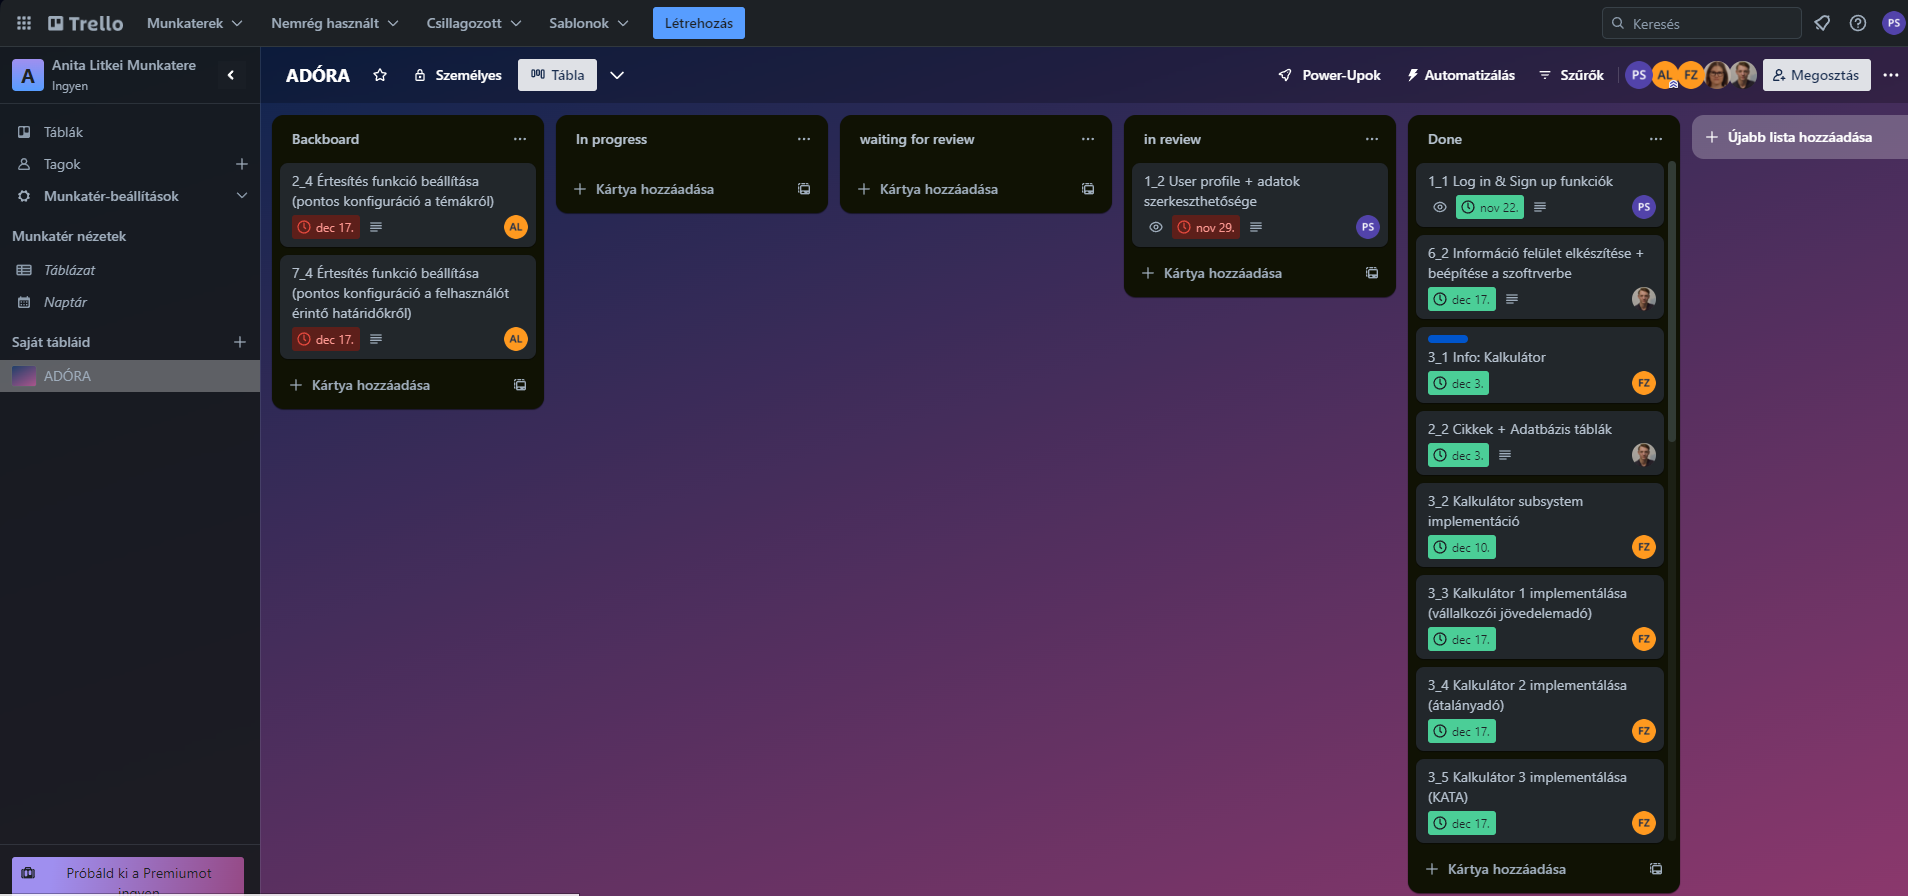 Trello
Munkaterek
Nemrég használt
Csillagozott
Sablonok
Létrehozás
Keresés
PS
A
Anita Litkei Munkatere
Ingyen
ADÓRA
Személyes
Tábla
Power-Upok
Automatizálás
Szűrők
PS
AL
FZ
Megosztás
Táblák
Tagok
Munkatér-beállítások
Munkatér nézetek
Táblázat
Naptár
Saját tábláid
ADÓRA
Próbáld ki a Premiumot
ingyen
Backboard
2_4 Értesítés funkció beállítása
(pontos konfiguráció a témákról)
dec 17.
AL
7_4 Értesítés funkció beállítása
(pontos konfiguráció a felhasználót
érintő határidőkről)
dec 17.
AL
Kártya hozzáadása
In progress
Kártya hozzáadása
waiting for review
Kártya hozzáadása
in review
1_2 User profile + adatok
szerkeszthetősége
nov 29.
PS
Kártya hozzáadása
Done
1_1 Log in & Sign up funkciók
nov 22.
PS
6_2 Információ felület elkészítése +
beépítése a szoftrverbe
dec 17.
3_1 Info: Kalkulátor
dec 3.
FZ
2_2 Cikkek + Adatbázis táblák
dec 3.
3_2 Kalkulátor subsystem
implementáció
dec 10.
FZ
3_3 Kalkulátor 1 implementálása
(vállalkozói jövedelemadó)
dec 17.
FZ
3_4 Kalkulátor 2 implementálása
(átalányadó)
dec 17.
FZ
3_5 Kalkulátor 3 implementálása
(KATA)
dec 17.
FZ
Kártya hozzáadása
Újabb lista hozzáadása